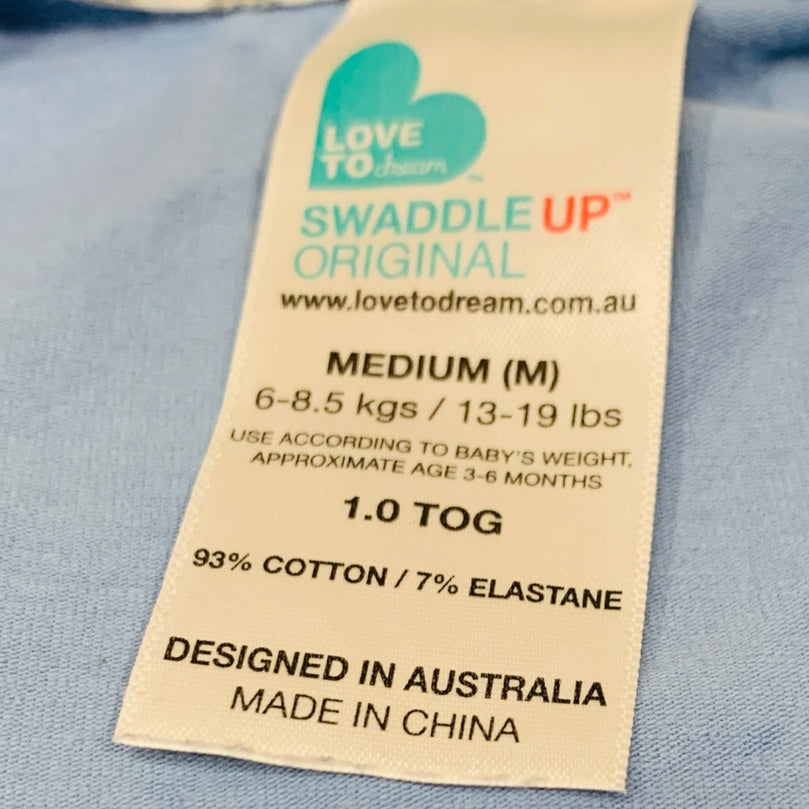 LOVE
TO dream™
SWADDLE UP™
ORIGINAL
www.lovetodream.com.au
MEDIUM (M)
6-8.5 kgs / 13-19 lbs
USE ACCORDING TO BABY'S WEIGHT,
APPROXIMATE AGE 3-6 MONTHS
1.0 TOG
93% COTTON / 7% ELASTANE
DESIGNED IN AUSTRALIA
MADE IN CHINA